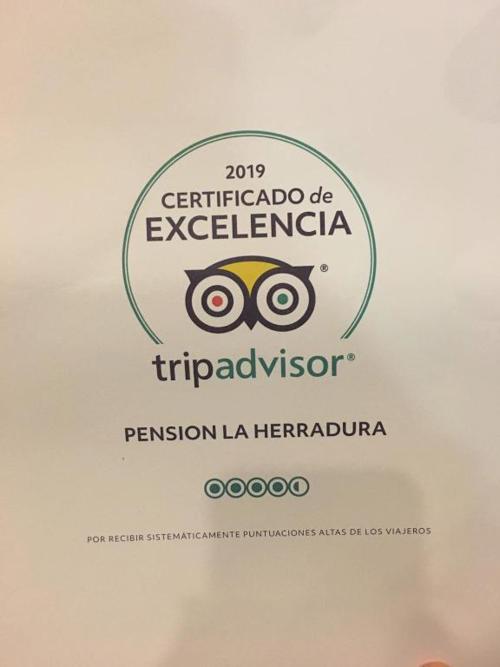 2019
CERTIFICADO de
EXCELENCIA
®
tripadvisor®
PENSION LA HERRADURA
POR RECIBIR SISTEMÁTICAMENTE PUNTUACIONES ALTAS DE LOS VIAJEROS